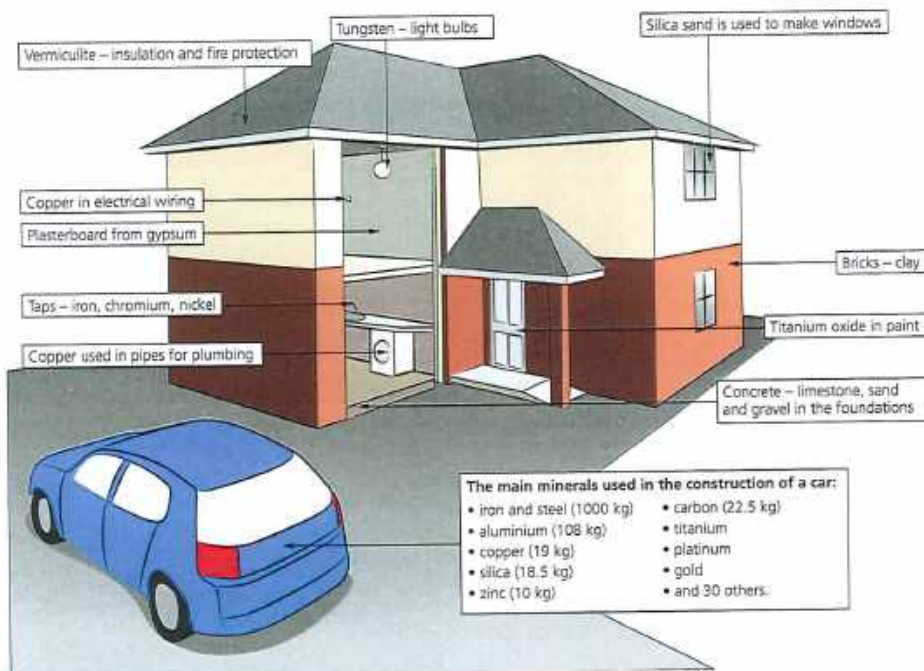 Tungsten – light bulbs
Silica sand is used to make windows
Vermiculite – insulation and fire protection
Copper in electrical wiring
Plasterboard from gypsum
Bricks – clay
Taps – iron, chromium, nickel
Titanium oxide in paint
Copper used in pipes for plumbing
Concrete – limestone, sand
and gravel in the foundations
The main minerals used in the construction of a car:
• iron and steel (1000 kg)
• aluminium (108 kg)
• copper (19 kg)
• silica (18.5 kg)
• zinc (10 kg)
• carbon (22.5 kg)
• titanium
• platinum
• gold
• and 30 others.